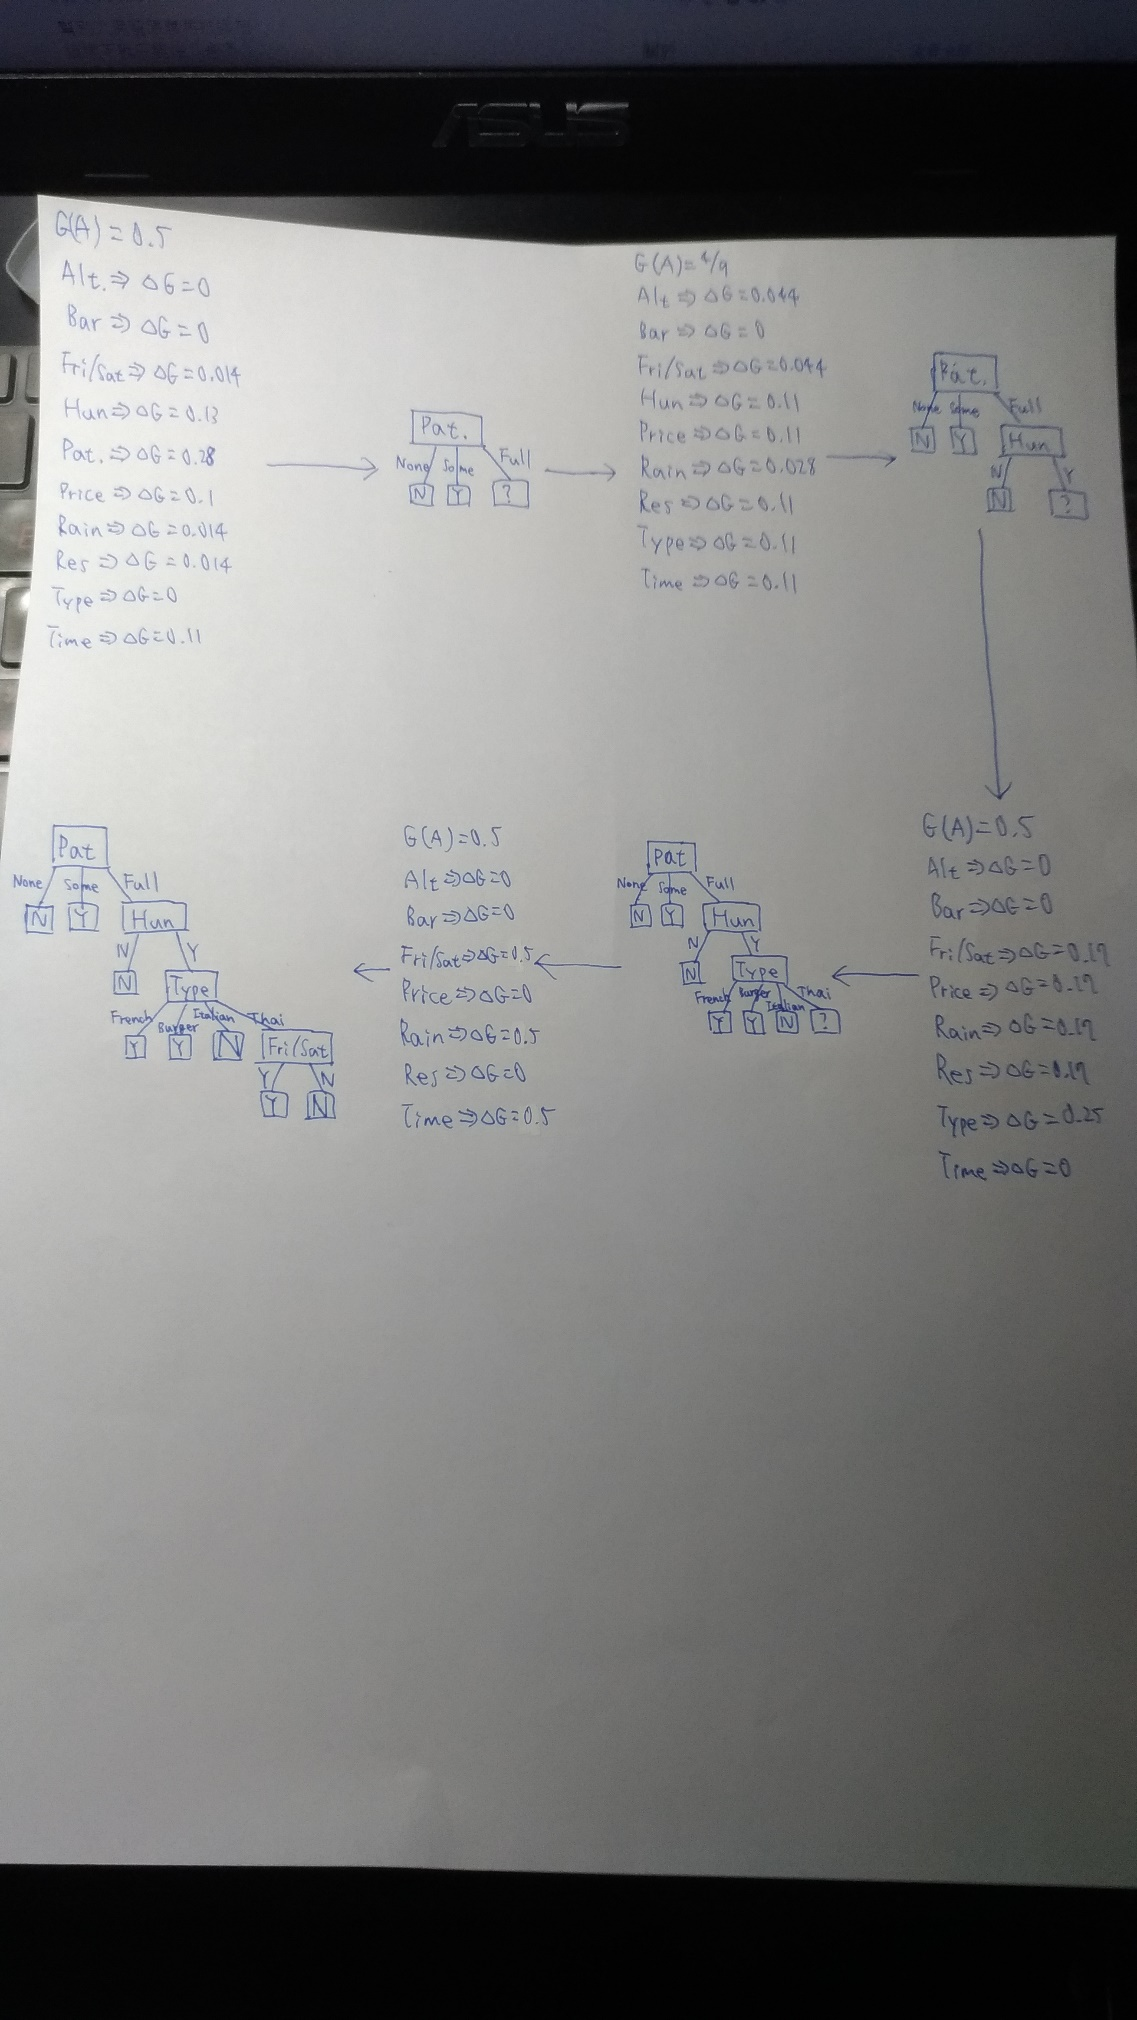 ASUS
G(A)=0.5
Alt.⇒ΔG=0
Bar⇒ΔG=0
Fri/Sat⇒ΔG=0.014
Hun⇒ΔG=0.13
Pat.⇒ΔG=0.28
Price⇒ΔG=0.1
Rain⇒ΔG=0.014
Res⇒ΔG=0.014
Type⇒ΔG=0
Time⇒ΔG=0.11
Pat.
None Some Full
N Y ?
G(A)=4/9
Alt⇒ΔG=0.044
Bar⇒ΔG=0
Fri/Sat⇒ΔG=0.044
Hun⇒ΔG=0.11
Price⇒ΔG=0.11
Rain⇒ΔG=0.028
Res⇒ΔG=0.11
Type⇒ΔG=0.11
Time⇒ΔG=0.11
Pat.
None Some Full
N Y Hun
N Y
N ?
G(A)=0.5
Alt⇒ΔG=0
Bar⇒ΔG=0
Fri/Sat⇒ΔG=0.17
Price⇒ΔG=0.17
Rain⇒ΔG=0.17
Res⇒ΔG=0.17
Type⇒ΔG=0.25
Time⇒ΔG=0
Pat
None Some Full
N Y Hun
N Y
N Type
French Burger Italian Thai
Y Y N ?
G(A)=0.5
Alt⇒ΔG=0
Bar⇒ΔG=0
Fri/Sat⇒ΔG=0.5
Price⇒ΔG=0
Rain⇒ΔG=0.5
Res⇒ΔG=0
Time⇒ΔG=0.5
Pat
None Some Full
N Y Hun
N Y
N Type
French Burger Italian Thai
Y Y N Fri/Sat
Y N
Y N